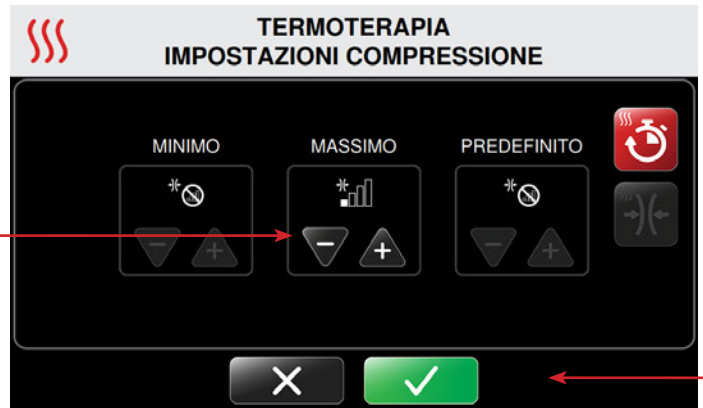 TERMOTERAPIA
IMPOSTAZIONI COMPRESSIONE
MINIMO MASSIMO PREDEFINITO